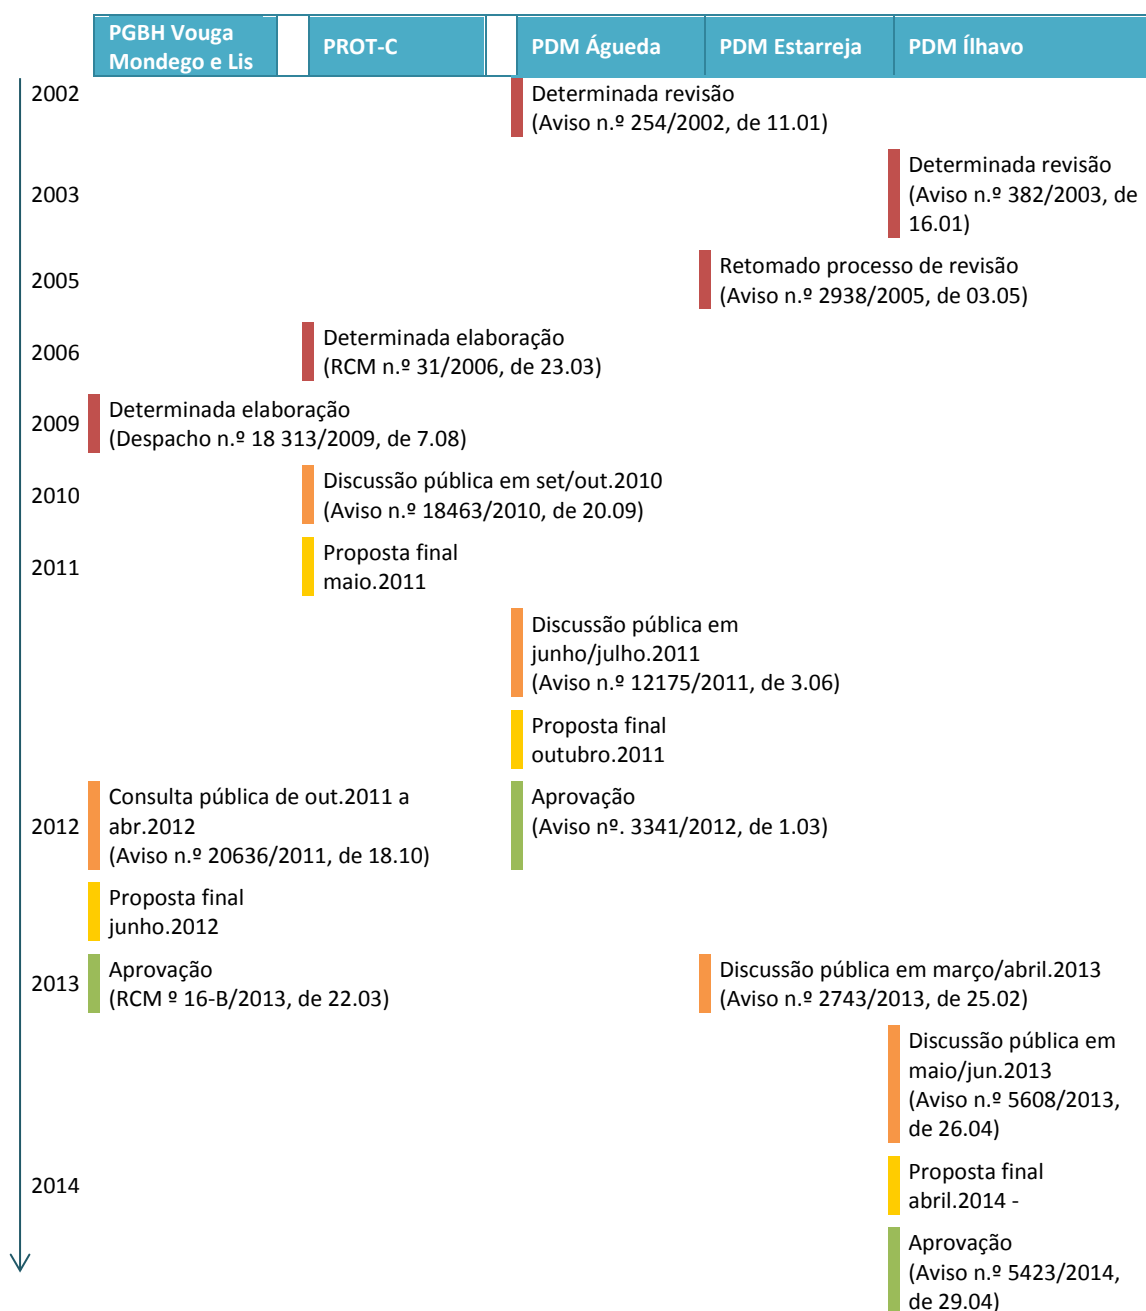 PGBH Vouga
Mondego e Lis
PROT-C
PDM Águeda
PDM Estarreja
PDM Ílhavo
2002
Determinada revisão
(Aviso n.º 254/2002, de 11.01)
2003
Determinada revisão
(Aviso n.º 382/2003, de
16.01)
2005
Retomado processo de revisão
(Aviso n.º 2938/2005, de 03.05)
2006
Determinada elaboração
(RCM n.º 31/2006, de 23.03)
2009
Determinada elaboração
(Despacho n.º 18 313/2009, de 7.08)
2010
Discussão pública em set/out.2010
(Aviso n.º 18463/2010, de 20.09)
2011
Proposta final
maio.2011
Discussão pública em
junho/julho.2011
(Aviso n.º 12175/2011, de 3.06)
Proposta final
outubro.2011
2012
Consulta pública de out.2011 a
abr.2012
(Aviso n.º 20636/2011, de 18.10)
Aprovação
(Aviso nº. 3341/2012, de 1.03)
Proposta final
junho.2012
2013
Aprovação
(RCM º 16-B/2013, de 22.03)
Discussão pública em março/abril.2013
(Aviso n.º 2743/2013, de 25.02)
Discussão pública em
maio/jun.2013
(Aviso n.º 5608/2013,
de 26.04)
2014
Proposta final
abril.2014 -
Aprovação
(Aviso n.º 5423/2014,
de 29.04)